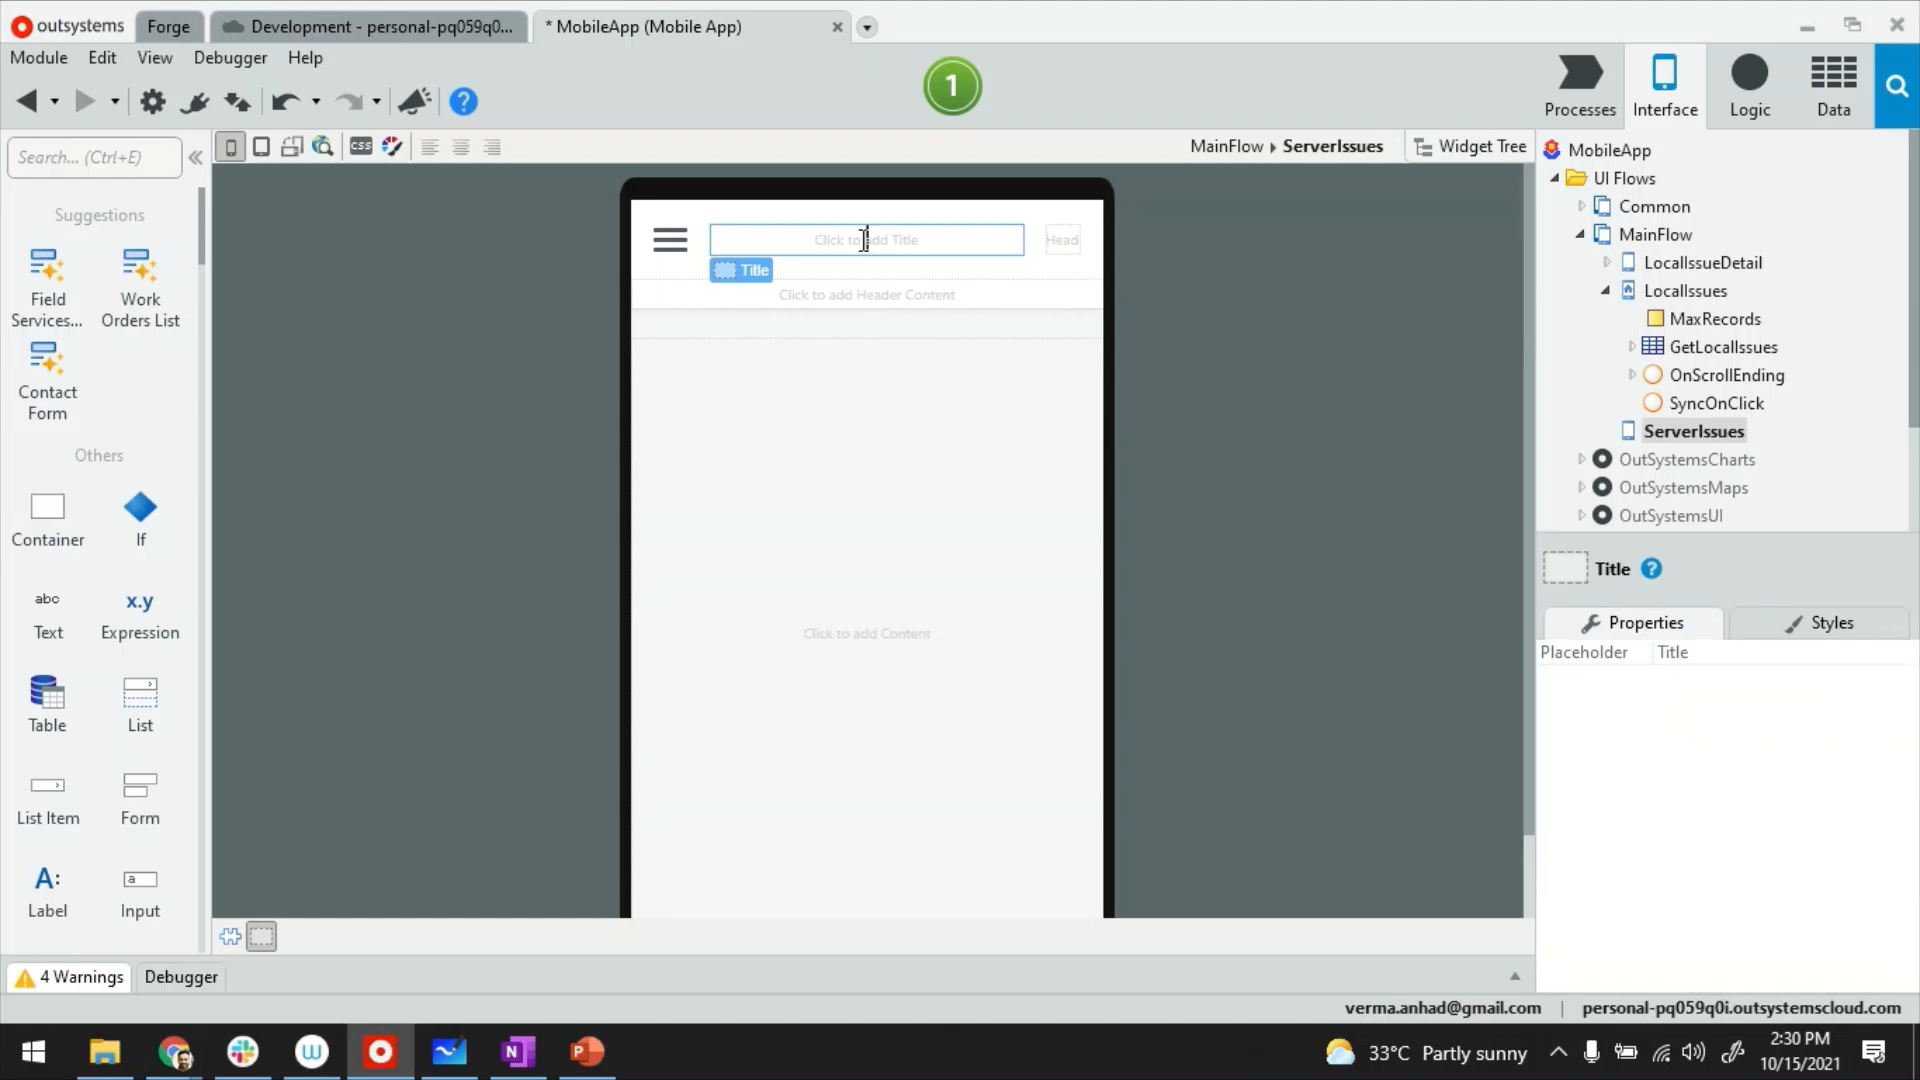 outsystems
Forge
Development - personal-pq059q0...
* MobileApp (Mobile App)
Module
Edit
View
Debugger
Help
1
Processes
Interface
Logic
Data
Search... (Ctrl+E)
CSS
MainFlow
ServerIssues
Widget Tree
Suggestions
Field
Services...
Work
Orders List
Contact
Form
Others
Container
If
abc
Text
x.y
Expression
Table
List
List Item
Form
A:
Label
a
Input
Click to add Title
Head
Title
Click to add Header Content
Click to add Content
MobileApp
UI Flows
Common
MainFlow
LocalIssueDetail
LocalIssues
MaxRecords
GetLocalIssues
OnScrollEnding
SyncOnClick
ServerIssues
OutSystemsCharts
OutSystemsMaps
OutSystemsUI
Title
Properties
Styles
Placeholder
Title
4 Warnings
Debugger
verma.anhad@gmail.com
personal-pq059q0i.outsystemscloud.com
33°C Partly sunny
2:30 PM
10/15/2021